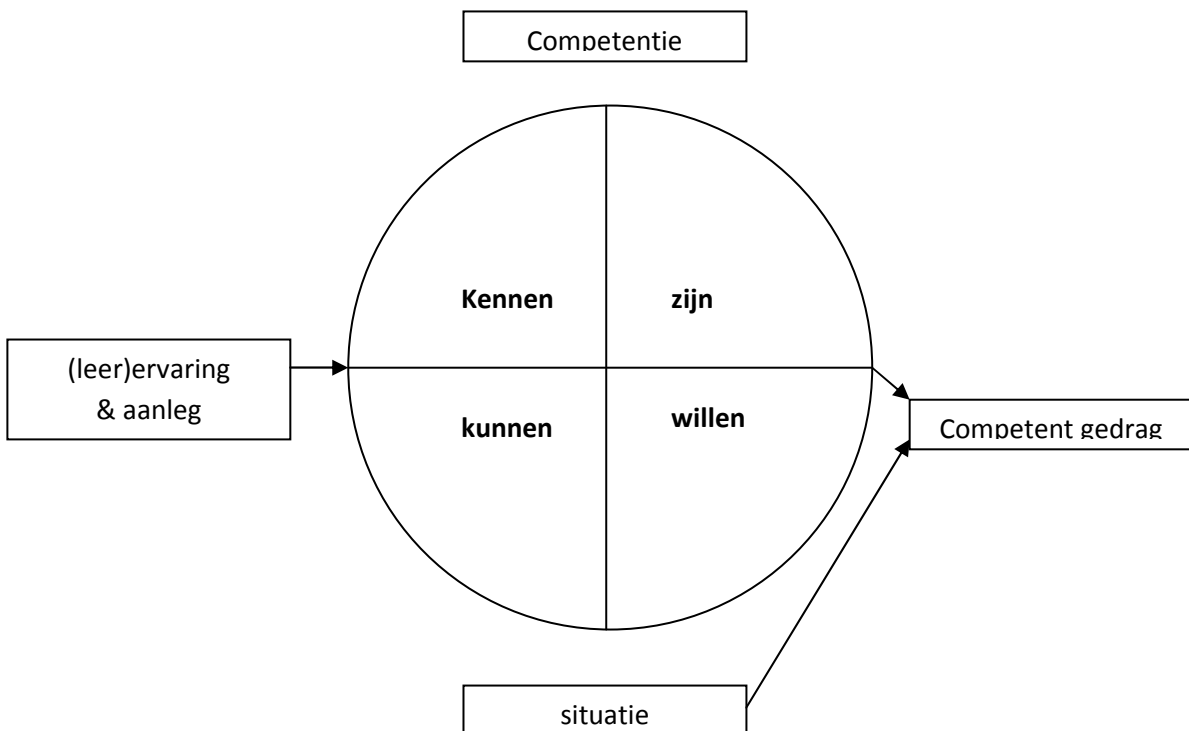 Competentie
Kennen
zijn
(leer)ervaring
& aanleg
kunnen
willen
Competent gedrag
situatie